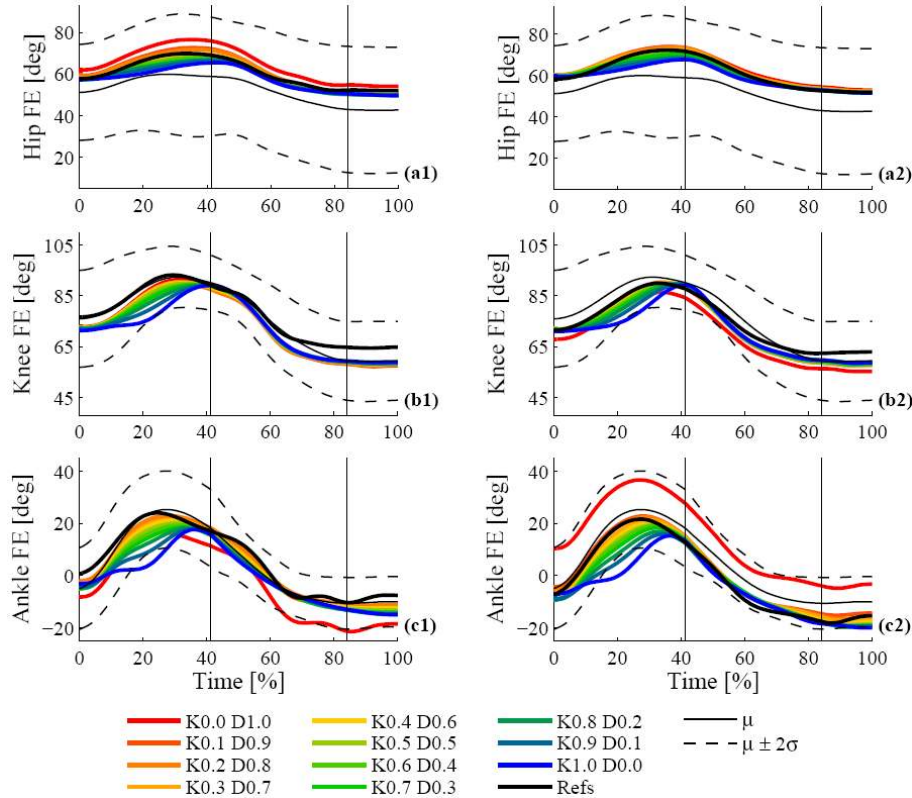 Hip FE [deg]
80
60
40
20
0 20 40 60 80 100
(a1)
Hip FE [deg]
80
60
40
20
0 20 40 60 80 100
(a2)
Knee FE [deg]
105
85
65
45
0 20 40 60 80 100
(b1)
Knee FE [deg]
105
85
65
45
0 20 40 60 80 100
(b2)
Ankle FE [deg]
40
20
0
−20
0 20 40 60 80 100
Time [%]
(c1)
Ankle FE [deg]
40
20
0
−20
0 20 40 60 80 100
Time [%]
(c2)
K0.0 D1.0
K0.1 D0.9
K0.2 D0.8
K0.3 D0.7
K0.4 D0.6
K0.5 D0.5
K0.6 D0.4
K0.7 D0.3
K0.8 D0.2
K0.9 D0.1
K1.0 D0.0
Refs
μ
μ ± 2σ